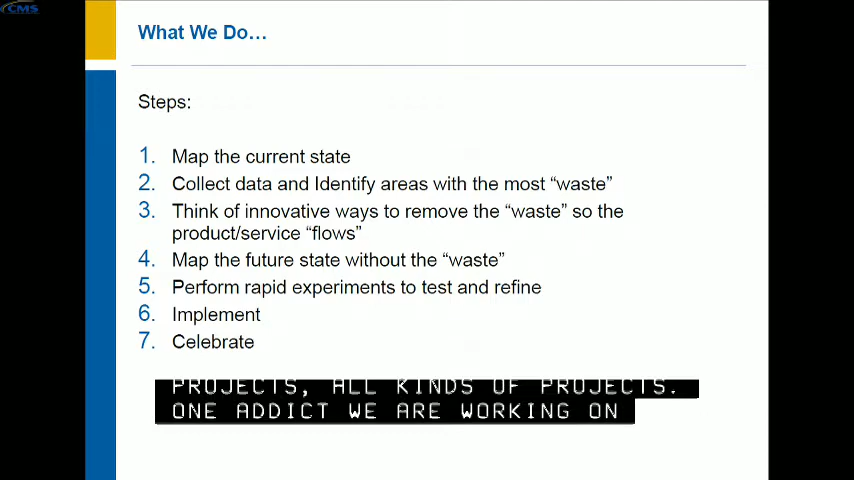 CMS
What We Do…
Steps:
1. Map the current state
2. Collect data and Identify areas with the most “waste”
3. Think of innovative ways to remove the “waste” so the
product/service “flows”
4. Map the future state without the “waste”
5. Perform rapid experiments to test and refine
6. Implement
7. Celebrate
PROJECTS, ALL KINDS OF PROJECTS.
ONE ADDICT WE ARE WORKING ON